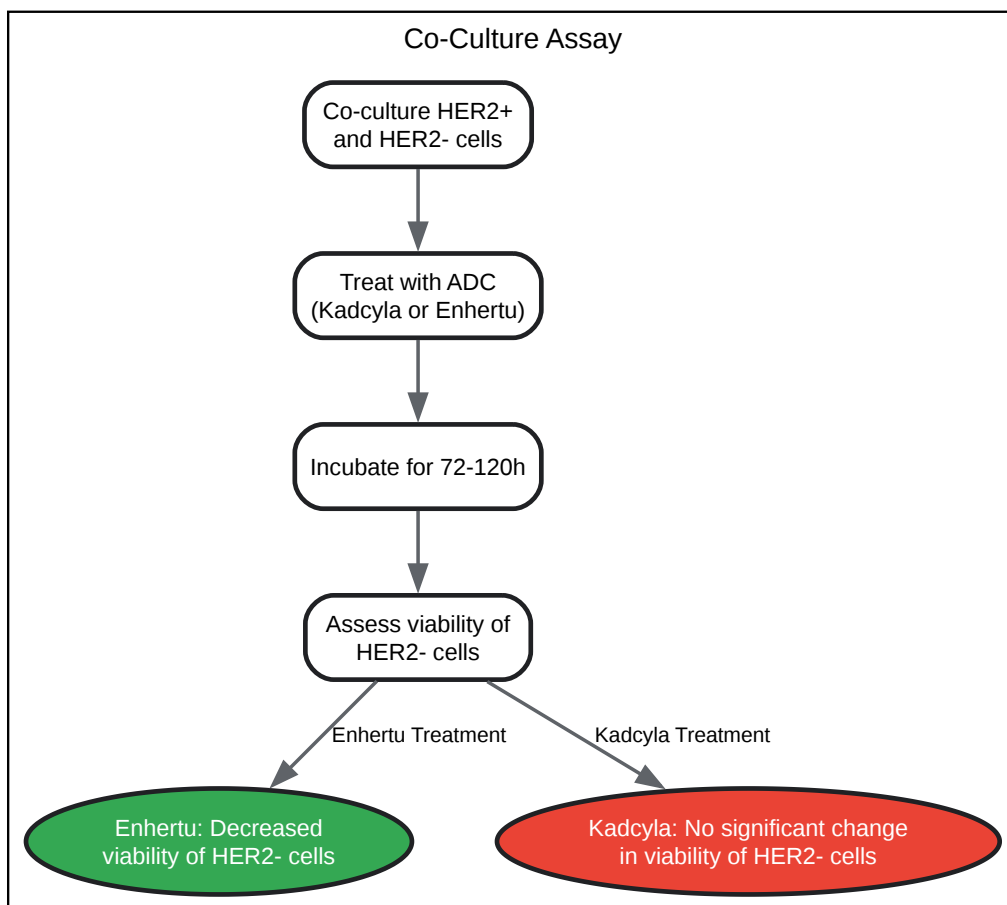 Co-Culture Assay
Co-culture HER2+
and HER2- cells
Treat with ADC
(Kadcyla or Enhertu)
Incubate for 72-120h
Assess viability of
HER2- cells
Enhertu Treatment
Kadcyla Treatment
Enhertu: Decreased
viability of HER2- cells
Kadcyla: No significant change
in viability of HER2- cells